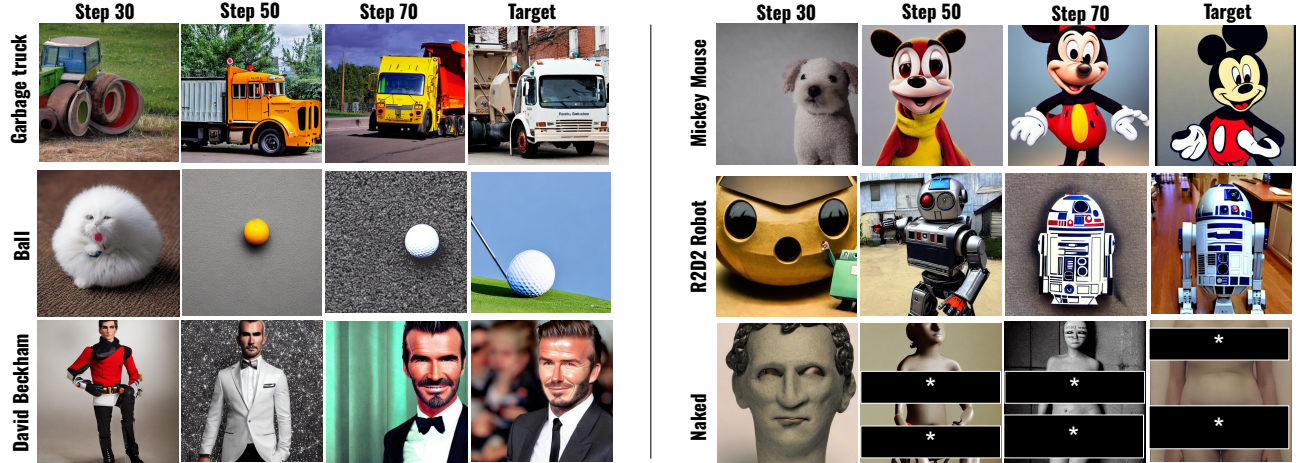 Step 30 Step 50 Step 70 Target
Garbage truck
Ball
David Beckham
Step 30 Step 50 Step 70 Target
Mickey Mouse
R2D2 Robot
Naked
* * *
* * *